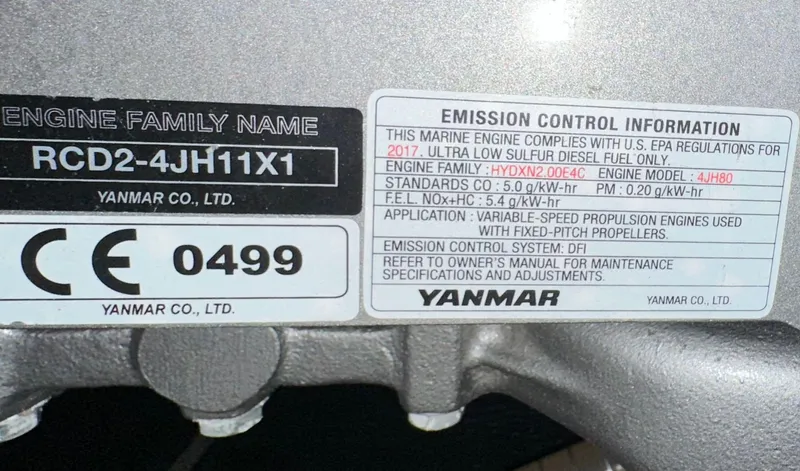 ENGINE FAMILY NAME
RCD2-4JH11X1
YANMAR CO., LTD.
CE 0499
YANMAR CO., LTD.
EMISSION CONTROL INFORMATION
THIS MARINE ENGINE COMPLIES WITH U.S. EPA REGULATIONS FOR
2017. ULTRA LOW SULFUR DIESEL FUEL ONLY.
ENGINE FAMILY : HYDXN2.00E4C ENGINE MODEL : 4JH80
STANDARDS CO : 5.0 g/kW-hr PM : 0.20 g/kW-hr
F.E.L. NOx+HC : 5.4 g/kW-hr
APPLICATION : VARIABLE-SPEED PROPULSION ENGINES USED
WITH FIXED-PITCH PROPELLERS.
EMISSION CONTROL SYSTEM: DFI
REFER TO OWNER'S MANUAL FOR MAINTENANCE
SPECIFICATIONS AND ADJUSTMENTS.
YANMAR YANMAR CO., LTD.